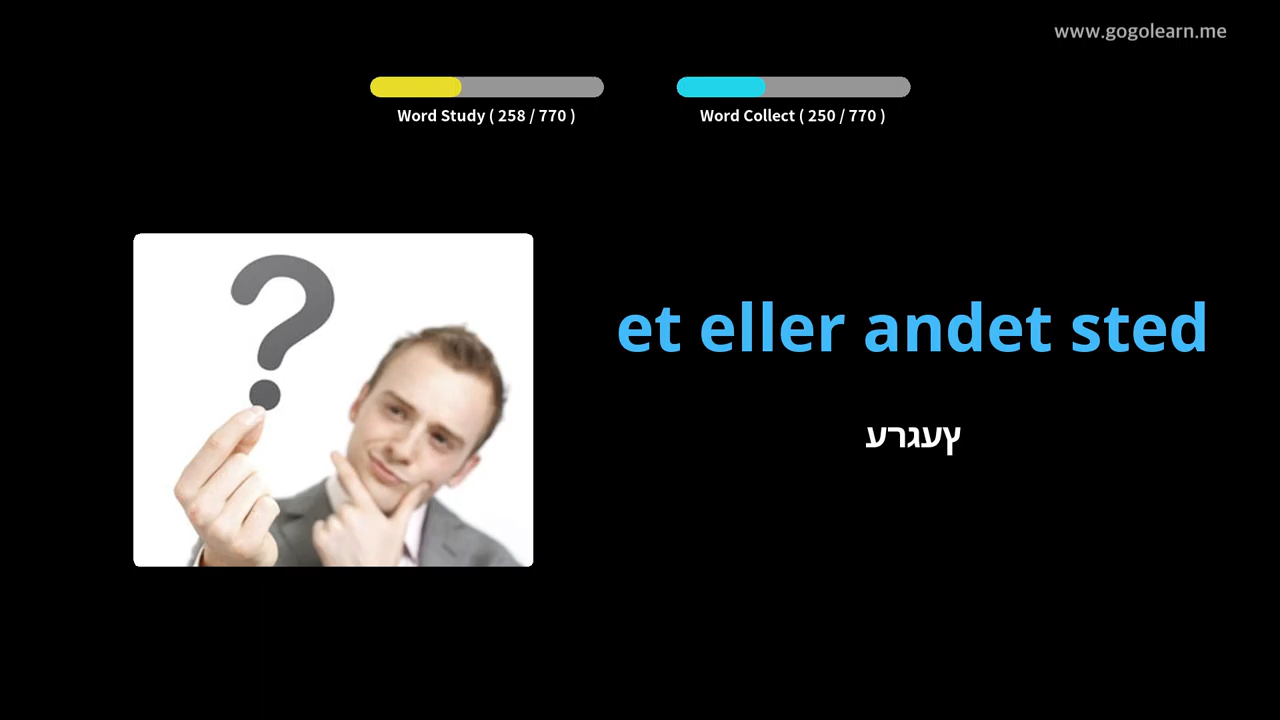 www.gogolearn.me
Word Study ( 258 / 770 )
Word Collect ( 250 / 770 )
et eller andet sted
ץעגרע